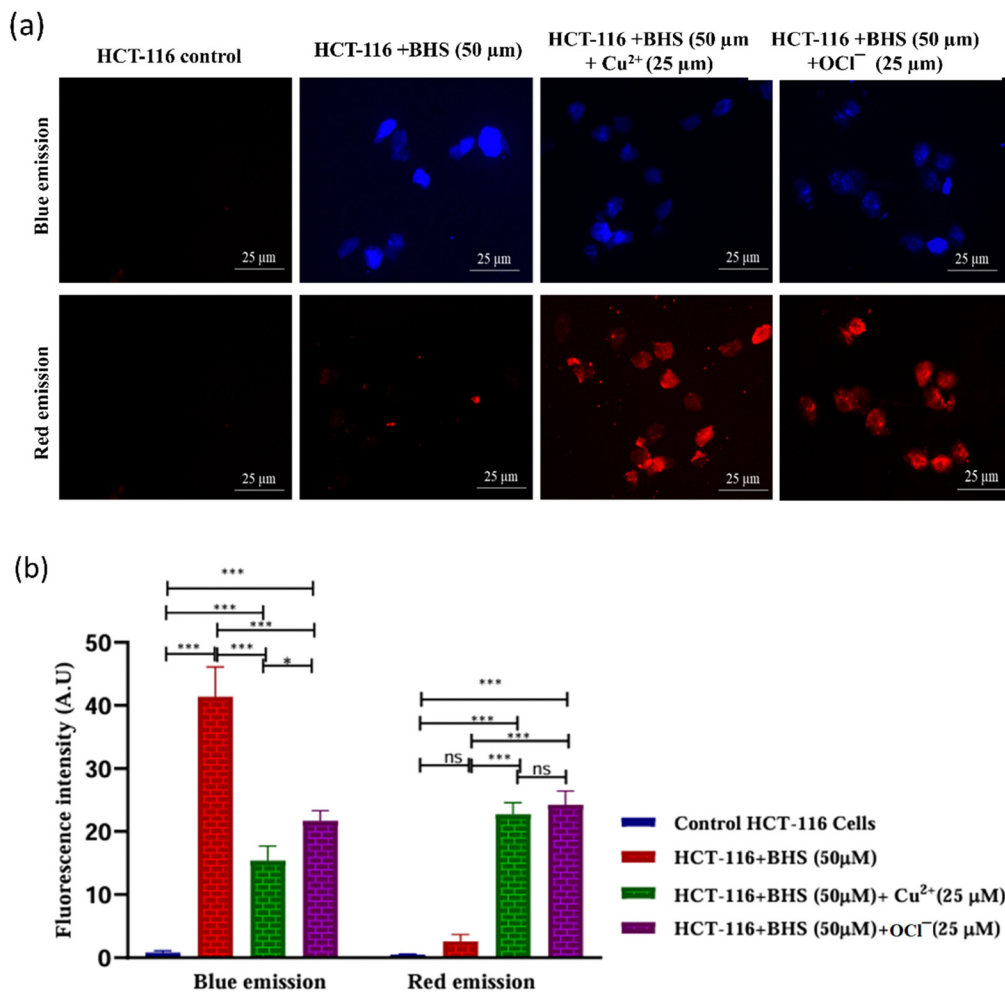 (a)
HCT-116 control
HCT-116 +BHS (50 µm)
HCT-116 +BHS (50 µm
+ Cu²⁺ (25 µm)
HCT-116 +BHS (50 µm)
+OCl⁻ (25 µm)
Blue emission
25 µm
25 µm
25 µm
25 µm
Red emission
25 µm
25 µm
25 µm
25 µm
(b)
***
***
***
***
***
*
***
***
***
ns
***
ns
50
40
30
20
10
0
Fluorescence intensity (A.U)
Blue emission
Red emission
Control HCT-116 Cells
HCT-116+BHS (50µM)
HCT-116+BHS (50µM)+ Cu²⁺(25 µM)
HCT-116+BHS (50µM)+OCl⁻(25 µM)